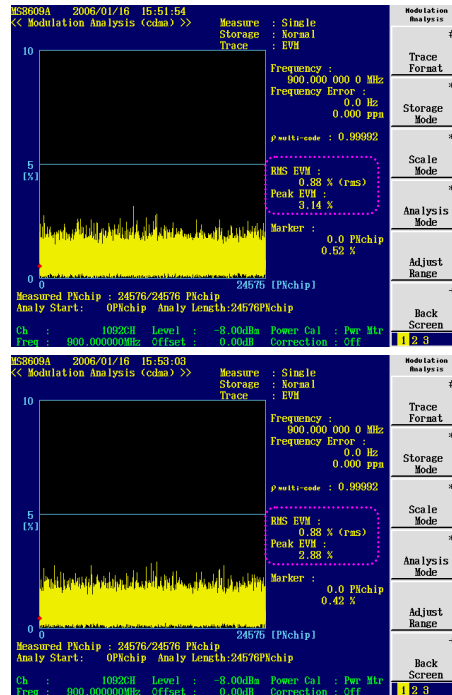 MS8609A 2006/01/16 15:51:54
<< Modulation Analysis (cdma) >> Measure : Single
Storage : Normal
Trace : EVM
10
Frequency :
900.000 000 0 MHz
Frequency Error :
0.0 Hz
0.000 ppm
ρ multi-code : 0.99992
5
[%]
RMS EVM :
0.88 % (rms)
Peak EVM :
3.14 %
Marker :
0.0 PNchip
0.52 %
0
0 24575 [PNchip]
Measured PNchip : 24576/24576 PNchip
Analy Start: 0PNchip Analy Length:24576PNchip
Ch : 1092CH Level : -8.00dBm Power Cal : Pwr Mtr
Freq : 900.000000MHz Offset : 0.00dB Correction : Off
Modulation
Analysis
#
Trace
Format
*
Storage
Mode
*
Scale
Mode
*
Analysis
Mode
Adjust
Range
→
Back
Screen
1 2 3
MS8609A 2006/01/16 15:53:03
<< Modulation Analysis (cdma) >> Measure : Single
Storage : Normal
Trace : EVM
10
Frequency :
900.000 000 0 MHz
Frequency Error :
0.0 Hz
0.000 ppm
ρ multi-code : 0.99992
5
[%]
RMS EVM :
0.88 % (rms)
Peak EVM :
2.88 %
Marker :
0.0 PNchip
0.42 %
0
0 24575 [PNchip]
Measured PNchip : 24576/24576 PNchip
Analy Start: 0PNchip Analy Length:24576PNchip
Ch : 1092CH Level : -8.00dBm Power Cal : Pwr Mtr
Freq : 900.000000MHz Offset : 0.00dB Correction : Off
Modulation
Analysis
#
Trace
Format
*
Storage
Mode
*
Scale
Mode
*
Analysis
Mode
Adjust
Range
→
Back
Screen
1 2 3